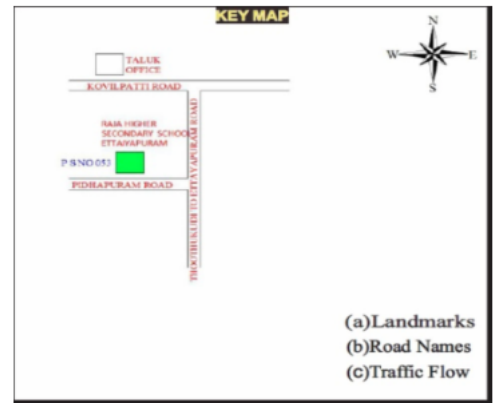 KEY MAP
N
W
E
S
TALUK
OFFICE
KOVILPATTI ROAD
RAJA HIGHER
SECONDARY SCHOOL
ETTAIYAPURAM
P S NO 053
PIDHAPURAM ROAD
THOOTHUKUDI TO ETTAYAPURAM ROAD
(a)Landmarks
(b)Road Names
(c)Traffic Flow